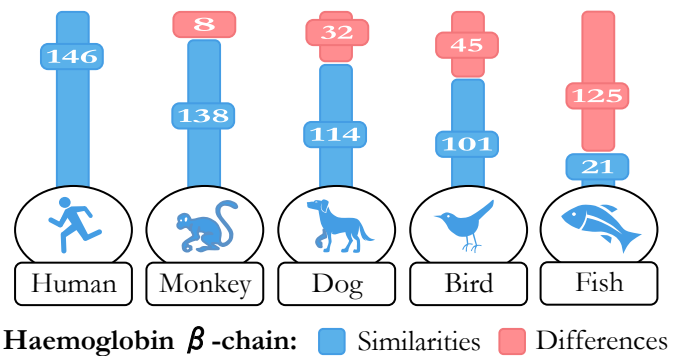 146 8 32 45 125
138 114 101 21
Human Monkey Dog Bird Fish
Haemoglobin β -chain: Similarities Differences